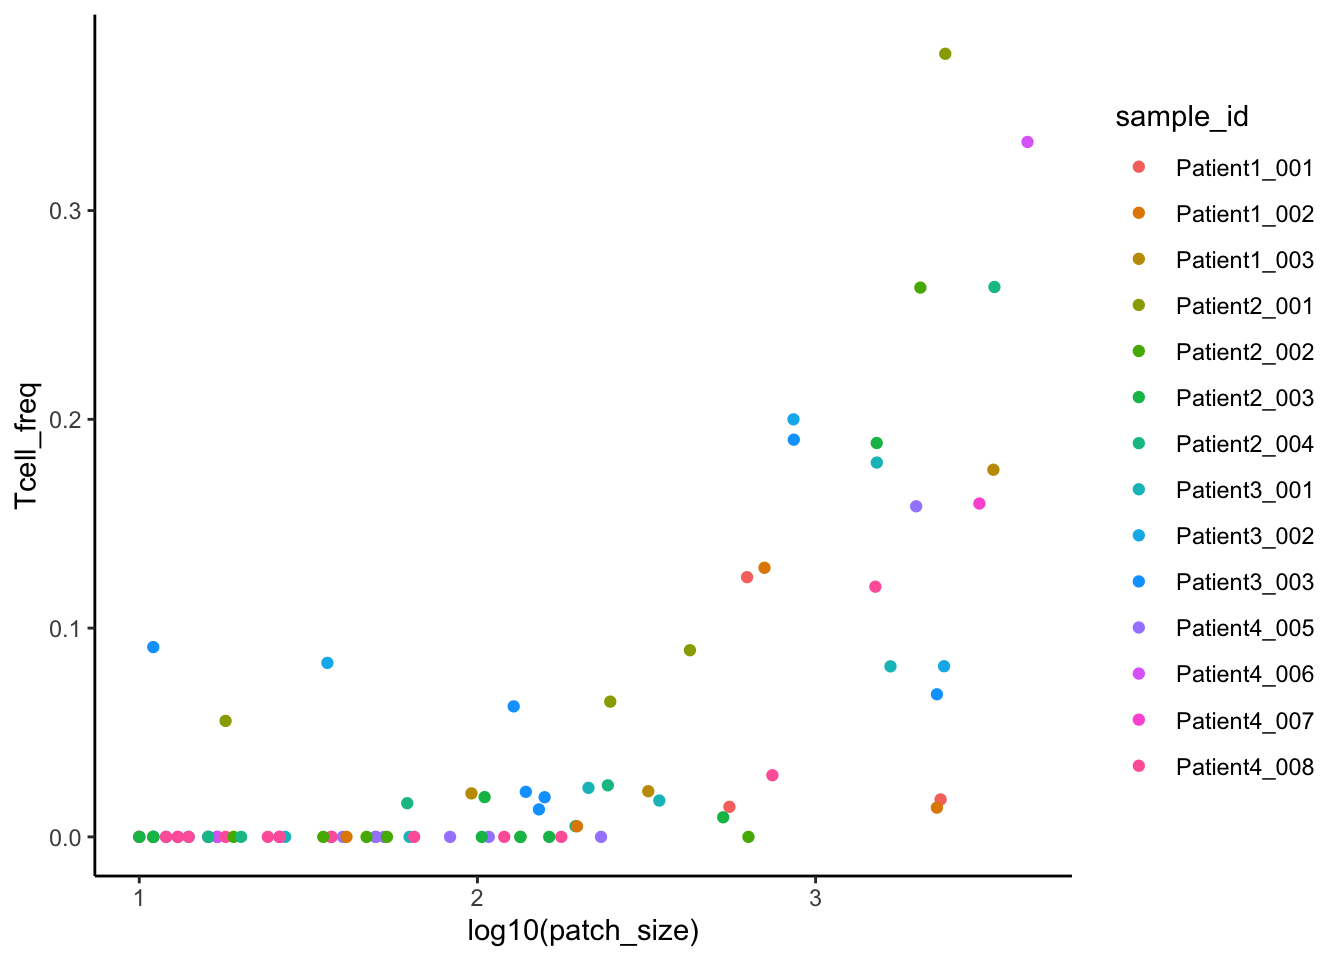 Tcell_freq
0.3
0.2
0.1
0.0
1 2 3
log10(patch_size)
sample_id
Patient1_001
Patient1_002
Patient1_003
Patient2_001
Patient2_002
Patient2_003
Patient2_004
Patient3_001
Patient3_002
Patient3_003
Patient4_005
Patient4_006
Patient4_007
Patient4_008